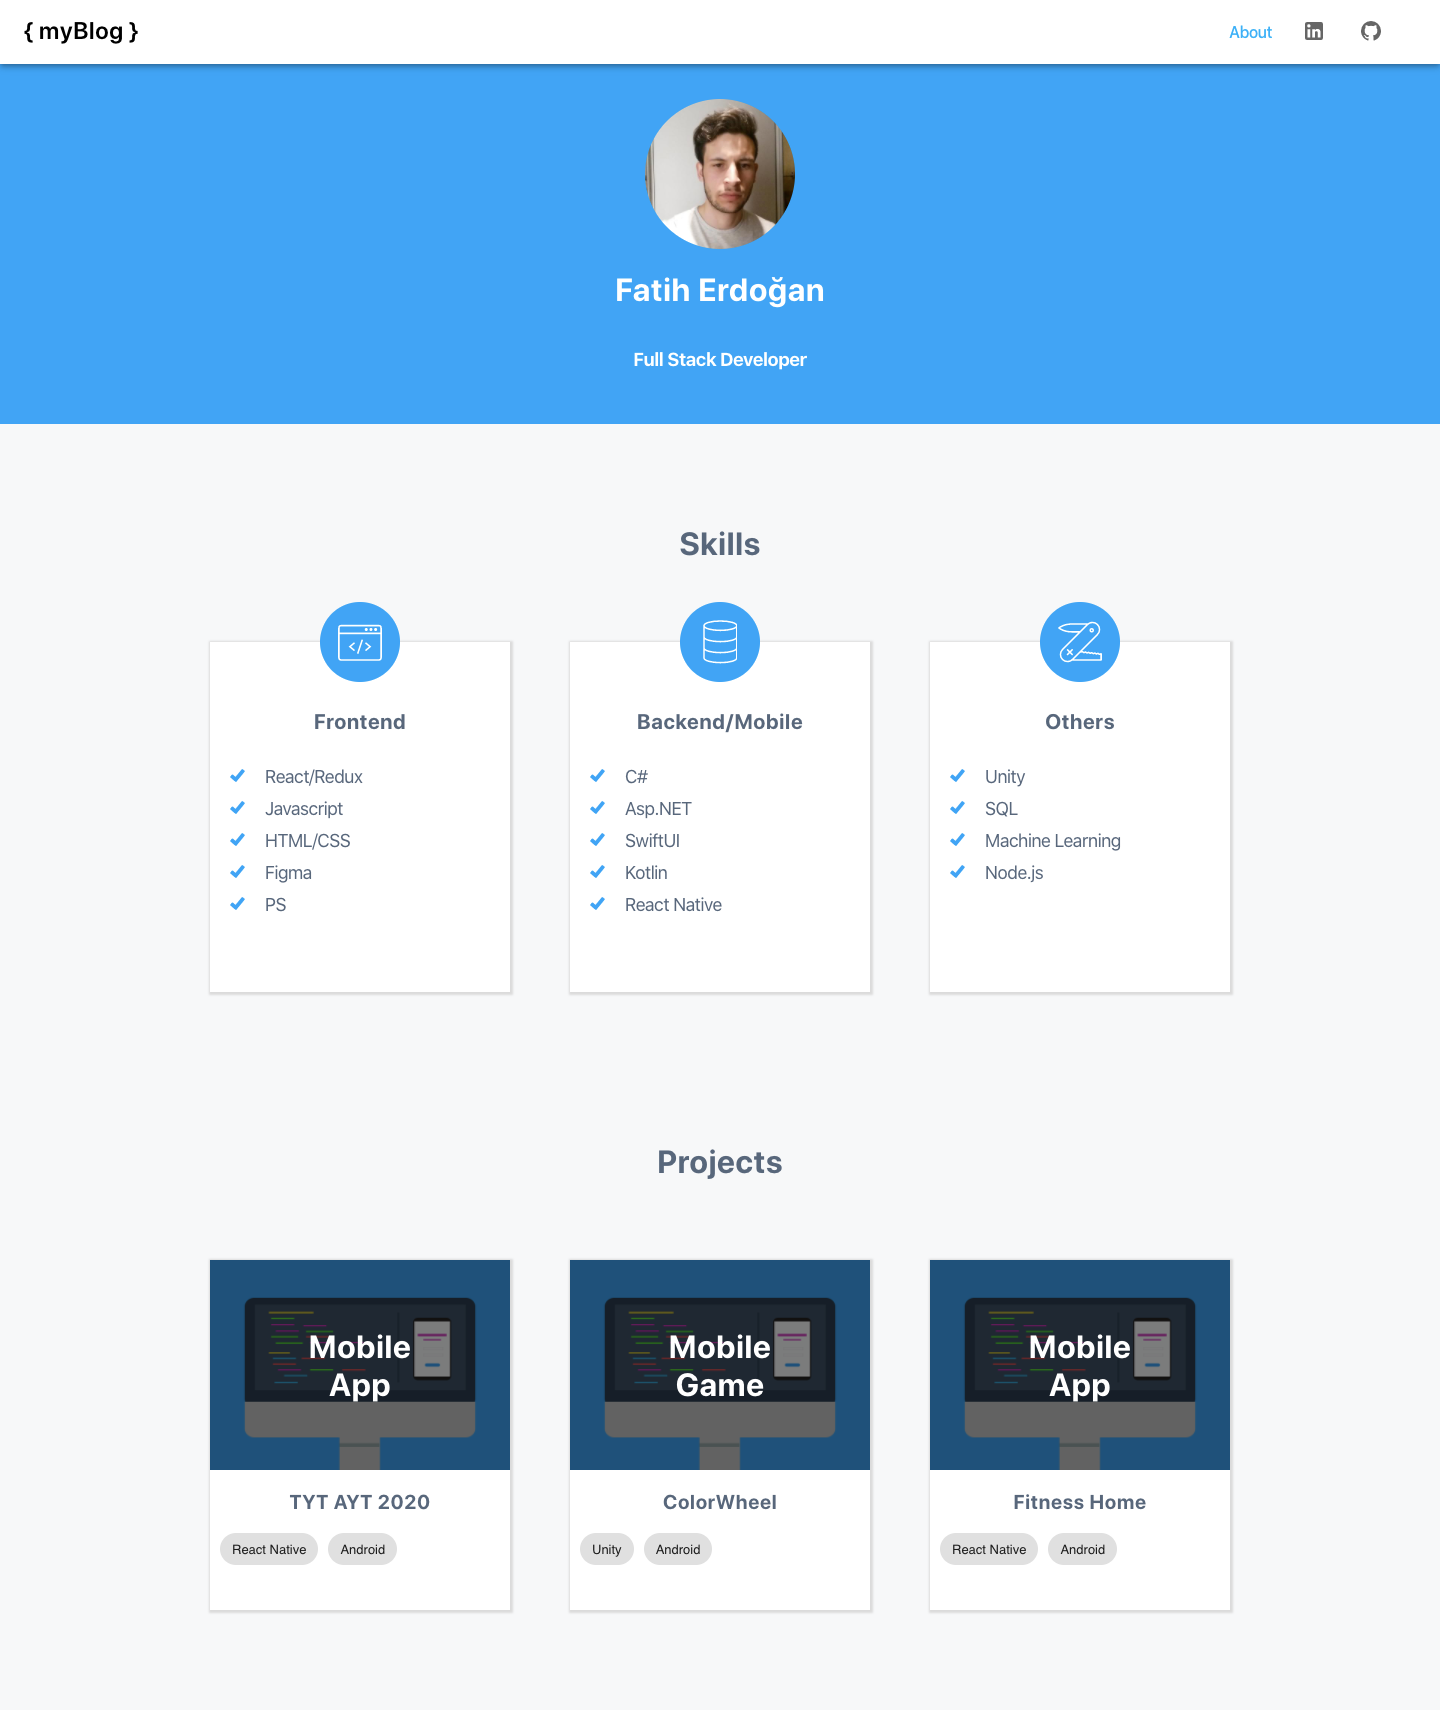 { myBlog }
About
Fatih Erdoğan
Full Stack Developer
Skills
Frontend
React/Redux
Javascript
HTML/CSS
Figma
PS
Backend/Mobile
C#
Asp.NET
SwiftUI
Kotlin
React Native
Others
Unity
SQL
Machine Learning
Node.js
Projects
Mobile
App
TYT AYT 2020
React Native Android
Mobile
Game
ColorWheel
Unity Android
Mobile
App
Fitness Home
React Native Android